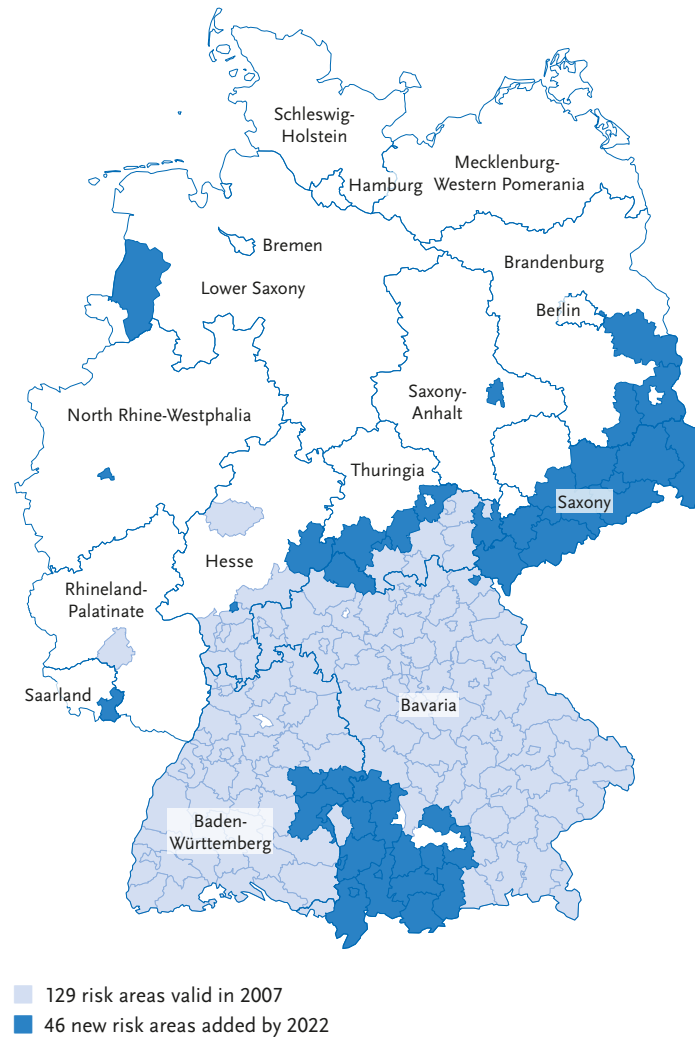 Schleswig-
Holstein
Mecklenburg-
Western Pomerania
Hamburg
Bremen
Lower Saxony
Brandenburg
Berlin
Saxony-
Anhalt
North Rhine-Westphalia
Thuringia
Saxony
Hesse
Rhineland-
Palatinate
Saarland
Bavaria
Baden-
Württemberg
129 risk areas valid in 2007
46 new risk areas added by 2022